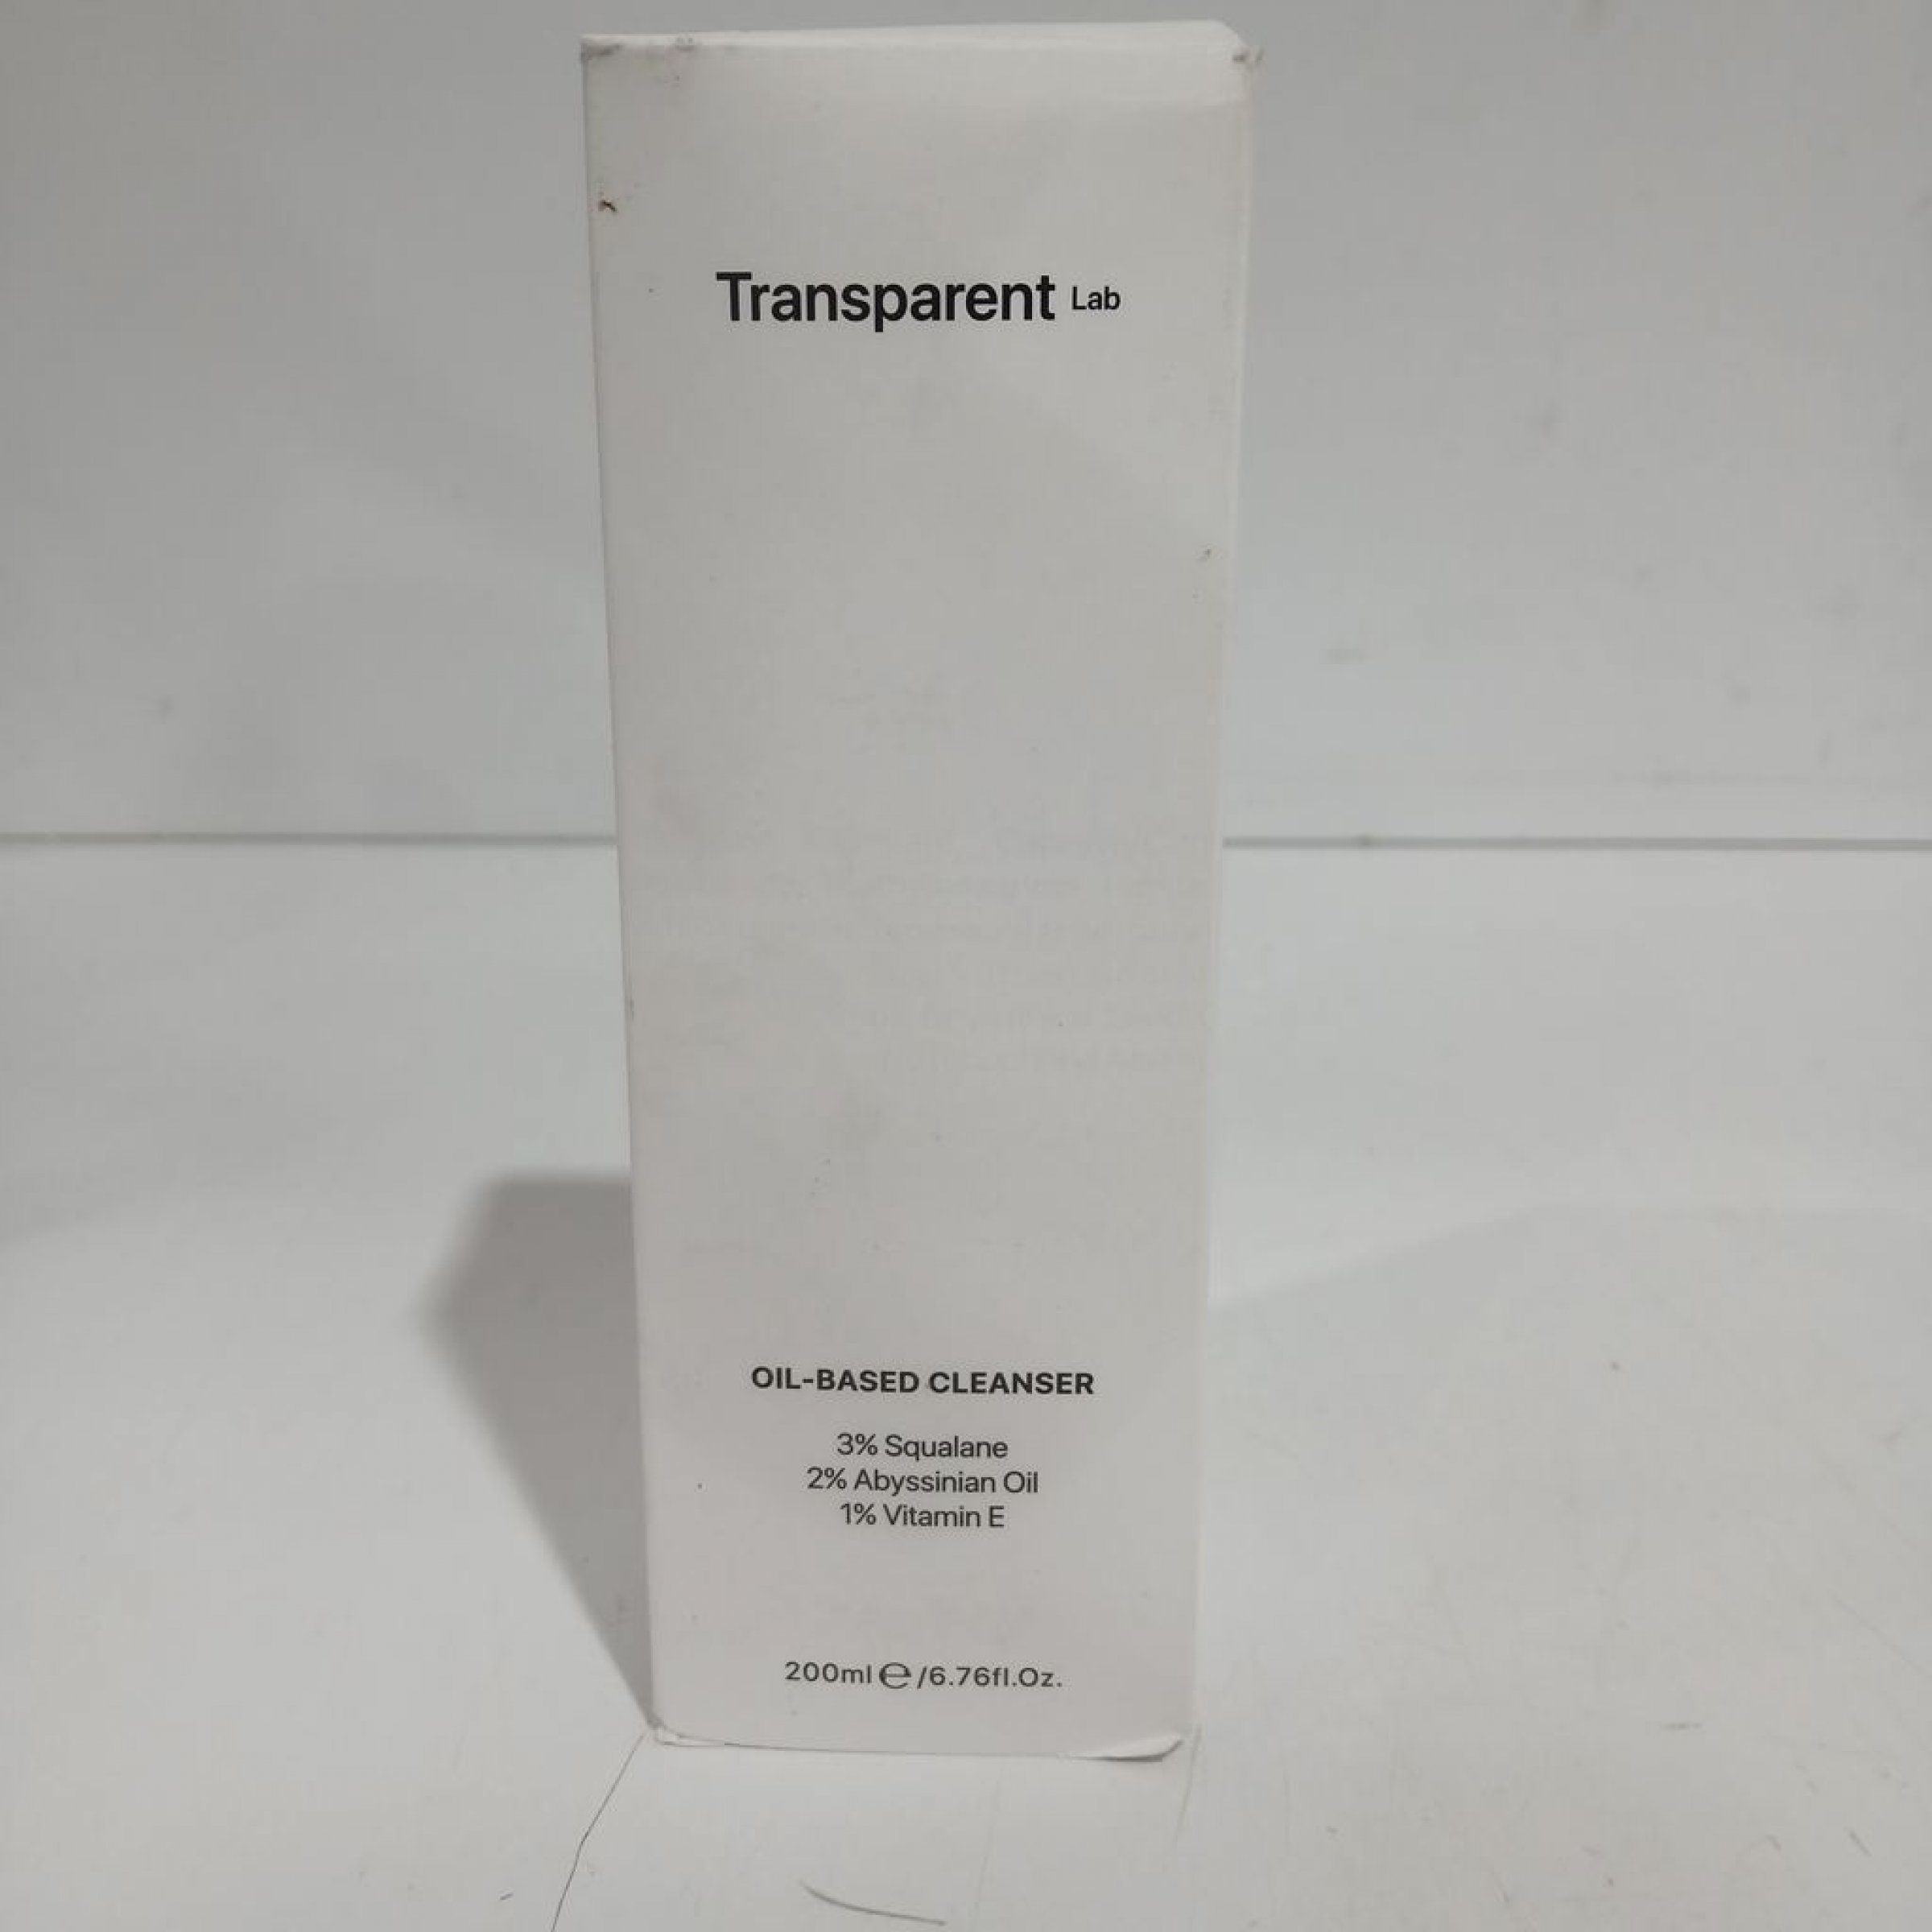 Transparent Lab
OIL-BASED CLEANSER
3% Squalane
2% Abyssinian Oil
1% Vitamin E
200ml ℮ /6.76fl.Oz.